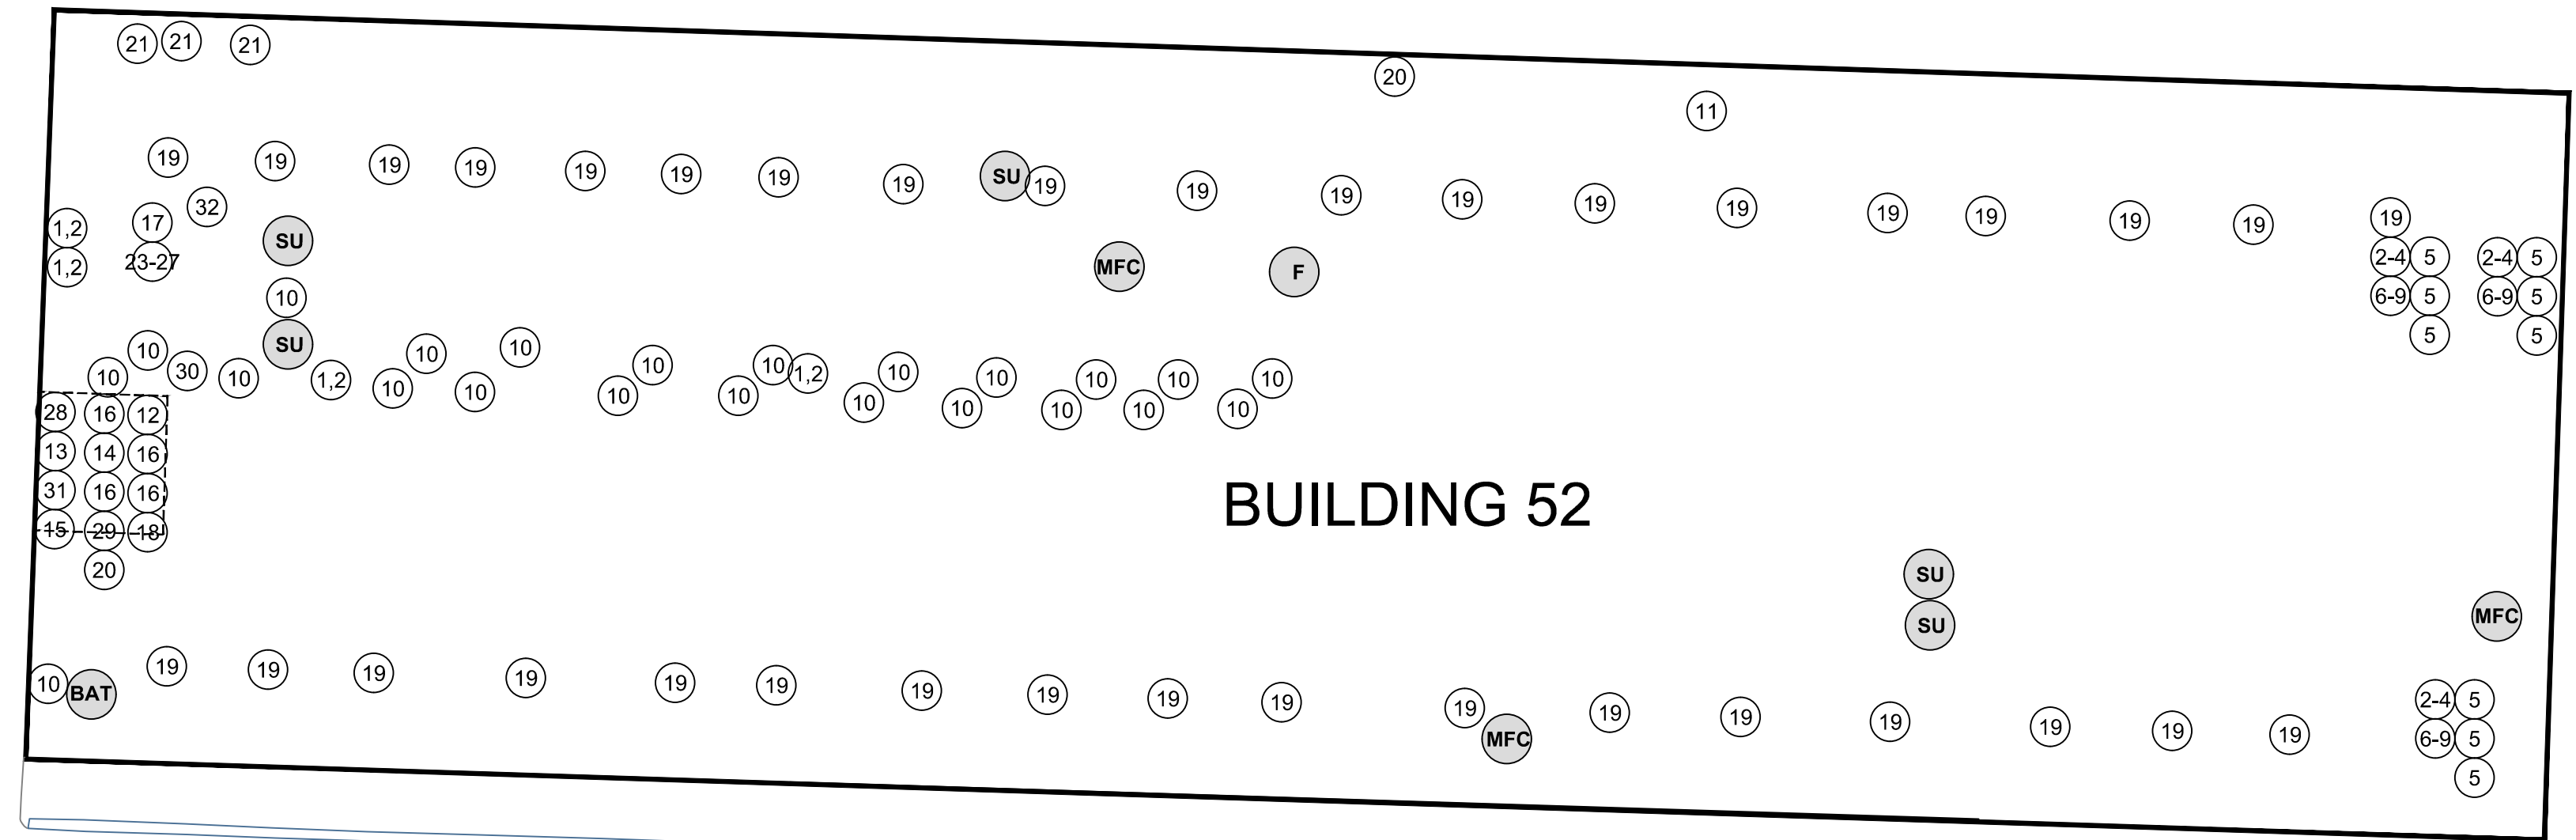 21 21 21
20
11
19 19 19 19 19 19 19 19 SU 19 19 19 19 19 19 19 19 19 19 19
32
1,2 17 SU
1,2 23-27 MFC F 2-4 5 2-4 5
10 6-9 5 6-9 5
SU 5 5
10 10 10 10 10 10 10 10 10 10
10 30 10 1,2 10 10 10 10 1,2 10 10 10 10 10
28 16 12
13 14 16
31 16 16
BUILDING 52
15 29 18
20 SU
SU MFC
10 BAT 19 19 19 19 19 19 19 19 19 19 19 19 19 19 19 19 19 2-4 5
MFC 6-9 5
5